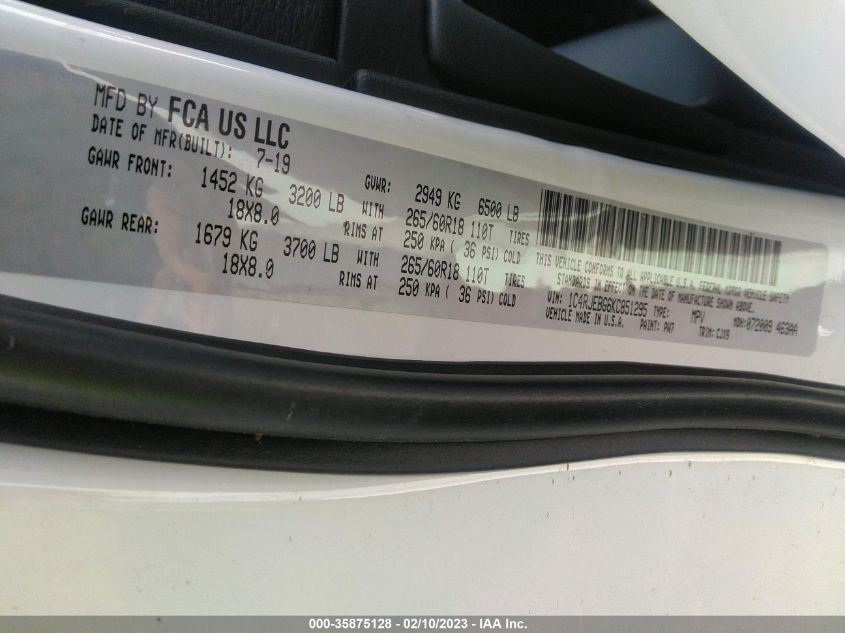 MFD BY FCA US LLC
DATE OF MFR(BUILT): 7-19
GVWR: 2949 KG 6500 LB
GAWR FRONT: 1452 KG 3200 LB WITH 265/60R18 110T TIRES
18X8.0 RIMS AT 250 KPA ( 36 PSI) COLD
GAWR REAR: 1679 KG 3700 LB WITH 265/60R18 110T TIRES
18X8.0 RIMS AT 250 KPA ( 36 PSI) COLD
THIS VEHICLE CONFORMS TO ALL APPLICABLE U.S.A. FEDERAL MOTOR VEHICLE SAFETY
STANDARDS IN EFFECT ON THE DATE OF MANUFACTURE SHOWN ABOVE.
VIN: 1C4RJEBG6KC851295 TYPE: MPV MDH: 072009 463AA
VEHICLE MADE IN U.S.A. PAINT: PW7 TRIM: CJX9
000-35875128 — 02/10/2023 — IAA Inc.